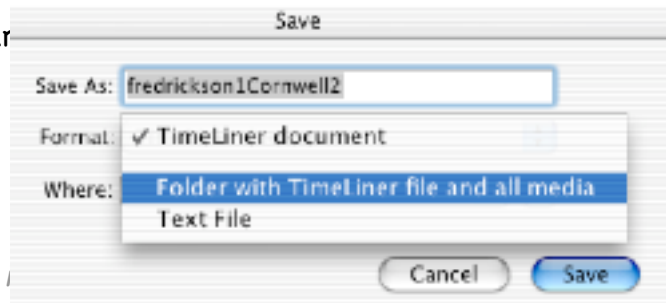 Save
Save As: fredrickson1Cornwell2
Format: ✓ TimeLiner document
Where: Folder with TimeLiner file and all media
Text File
Cancel Save